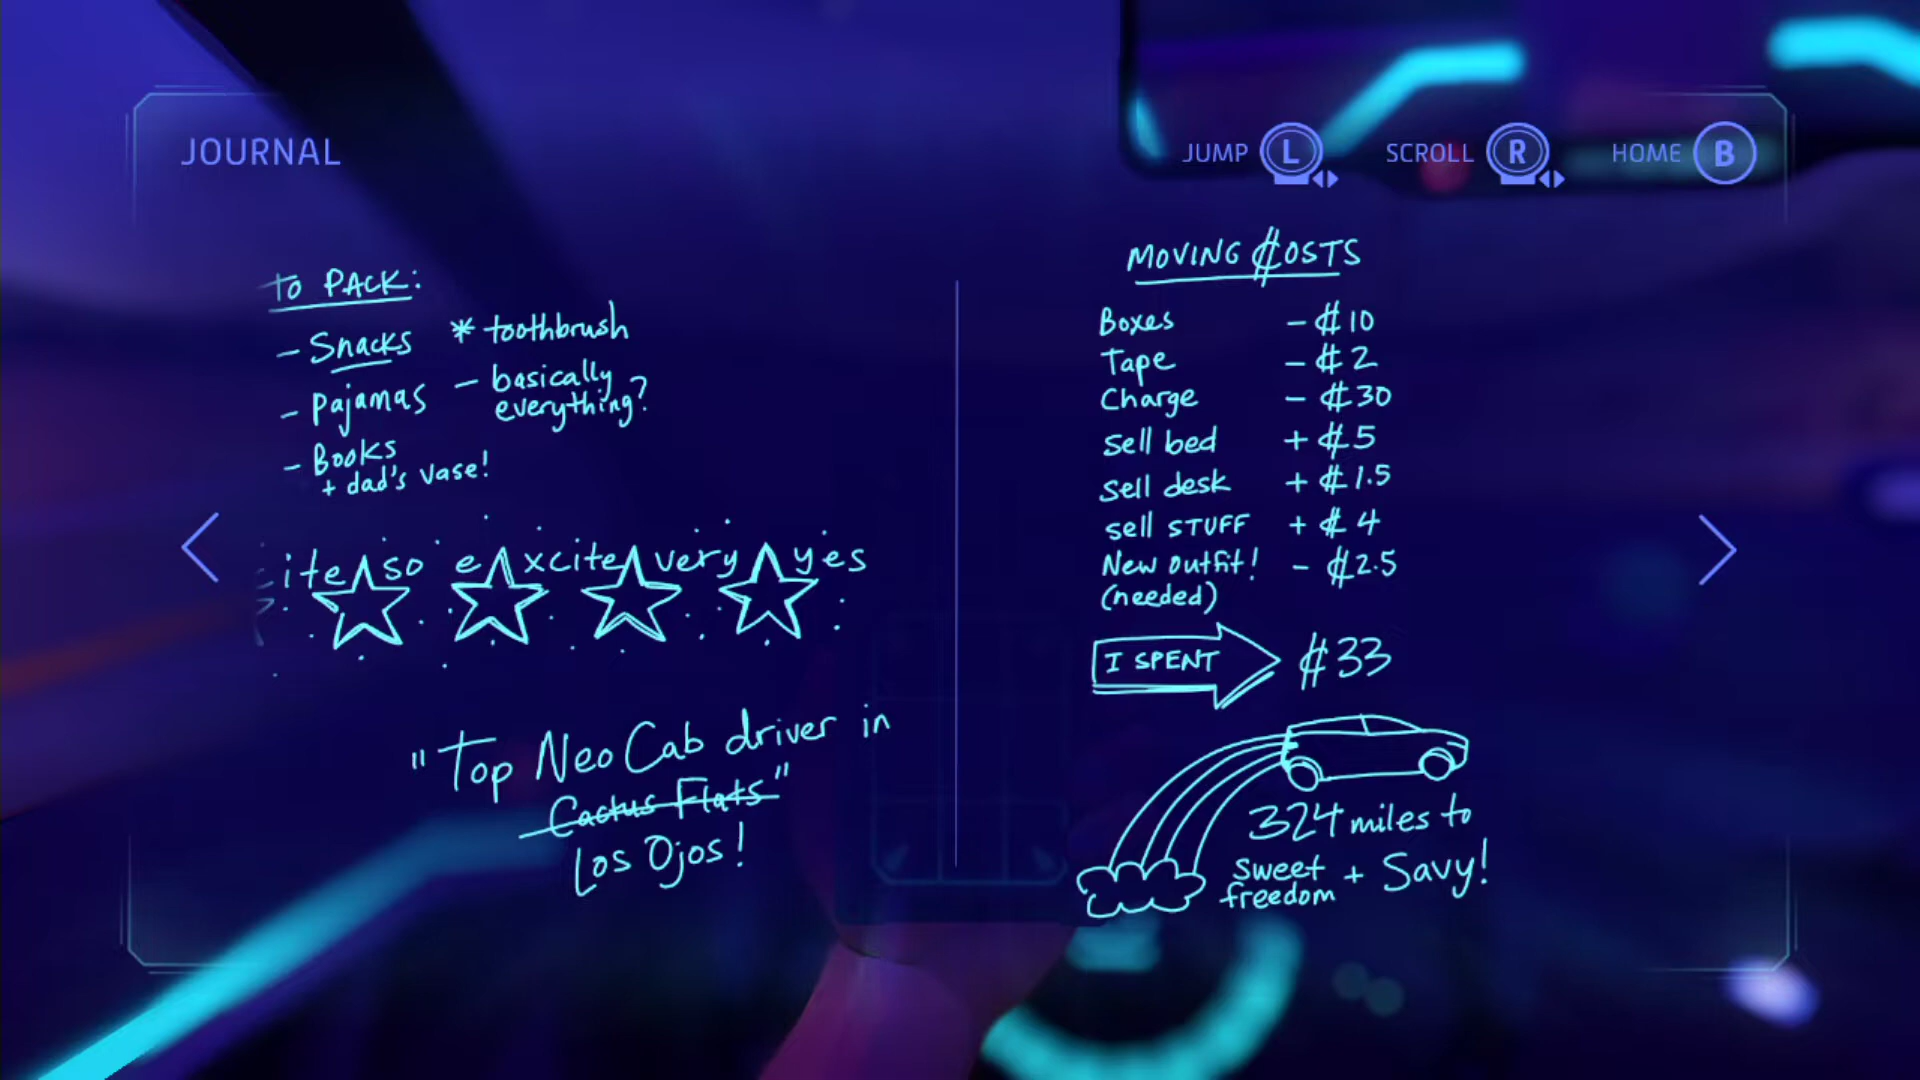 JOURNAL
JUMP L SCROLL R HOME B
To PACK:
- Snacks
- Pajamas
- Books
+ dad's vase!
* toothbrush
- basically
everything?
ite so excite very yes
"Top Neo Cab driver in
Cactus Flats"
Los Ojos!
MOVING ₵OSTS
Boxes - ₵10
Tape - ₵2
Charge - ₵30
Sell bed + ₵5
Sell desk + ₵1.5
Sell STUFF + ₵4
New outfit! - ₵2.5
(needed)
I SPENT ₵33
324 miles to
sweet freedom + Savy!